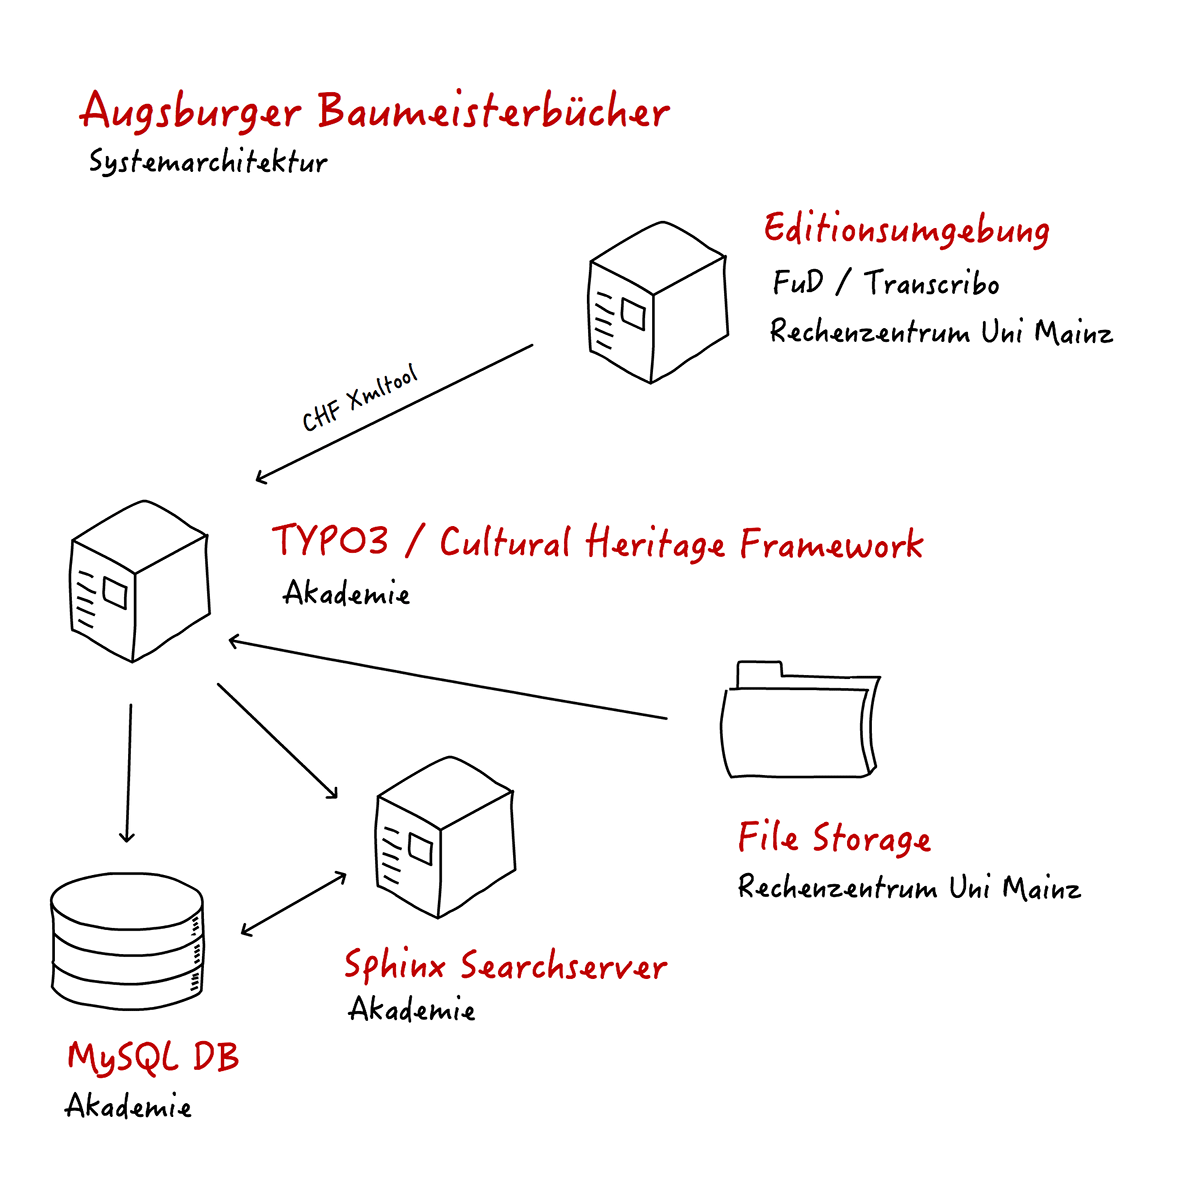 Augsburger Baumeisterbücher
Systemarchitektur
Editionsumgebung
FuD / Transcribo
Rechenzentrum Uni Mainz
CHF Xmltool
TYPO3 / Cultural Heritage Framework
Akademie
File Storage
Rechenzentrum Uni Mainz
Sphinx Searchserver
Akademie
MySQL DB
Akademie